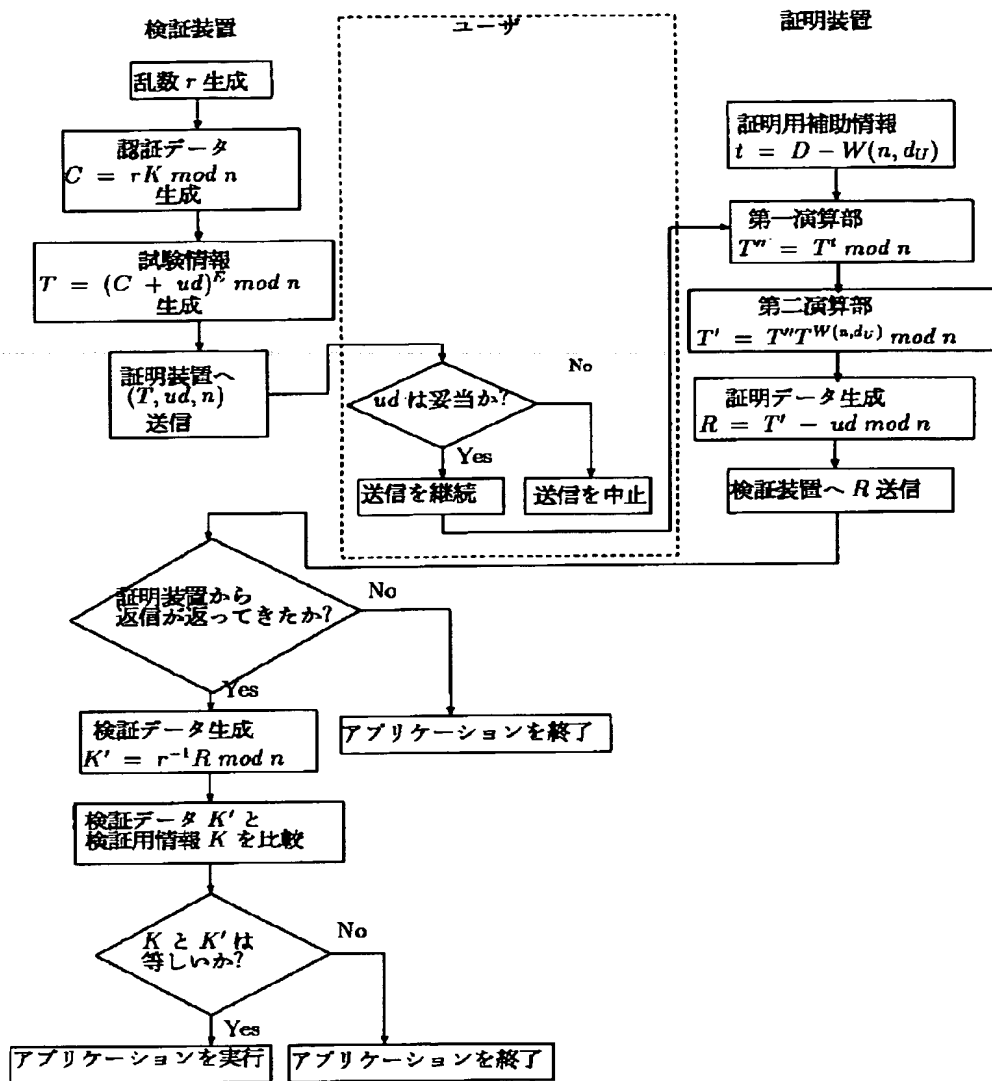 検証装置
ユーザ
証明装置
乱数 r 生成
認証データ
C = rK mod n
生成
試験情報
T = (C + ud)^E mod n
生成
証明装置へ
(T, ud, n)
送信
ud は妥当か?
No
Yes
送信を継続
送信を中止
証明用補助情報
t = D − W(n, d_U)
第一演算部
T″ = T^t mod n
第二演算部
T′ = T″T^{W(n,d_U)} mod n
証明データ生成
R = T′ − ud mod n
検証装置へ R 送信
証明装置から
返信が返ってきたか?
No
Yes
検証データ生成
K′ = r^{-1}R mod n
アプリケーションを終了
検証データ K′ と
検証用情報 K を比較
K と K′ は
等しいか?
No
Yes
アプリケーションを実行
アプリケーションを終了